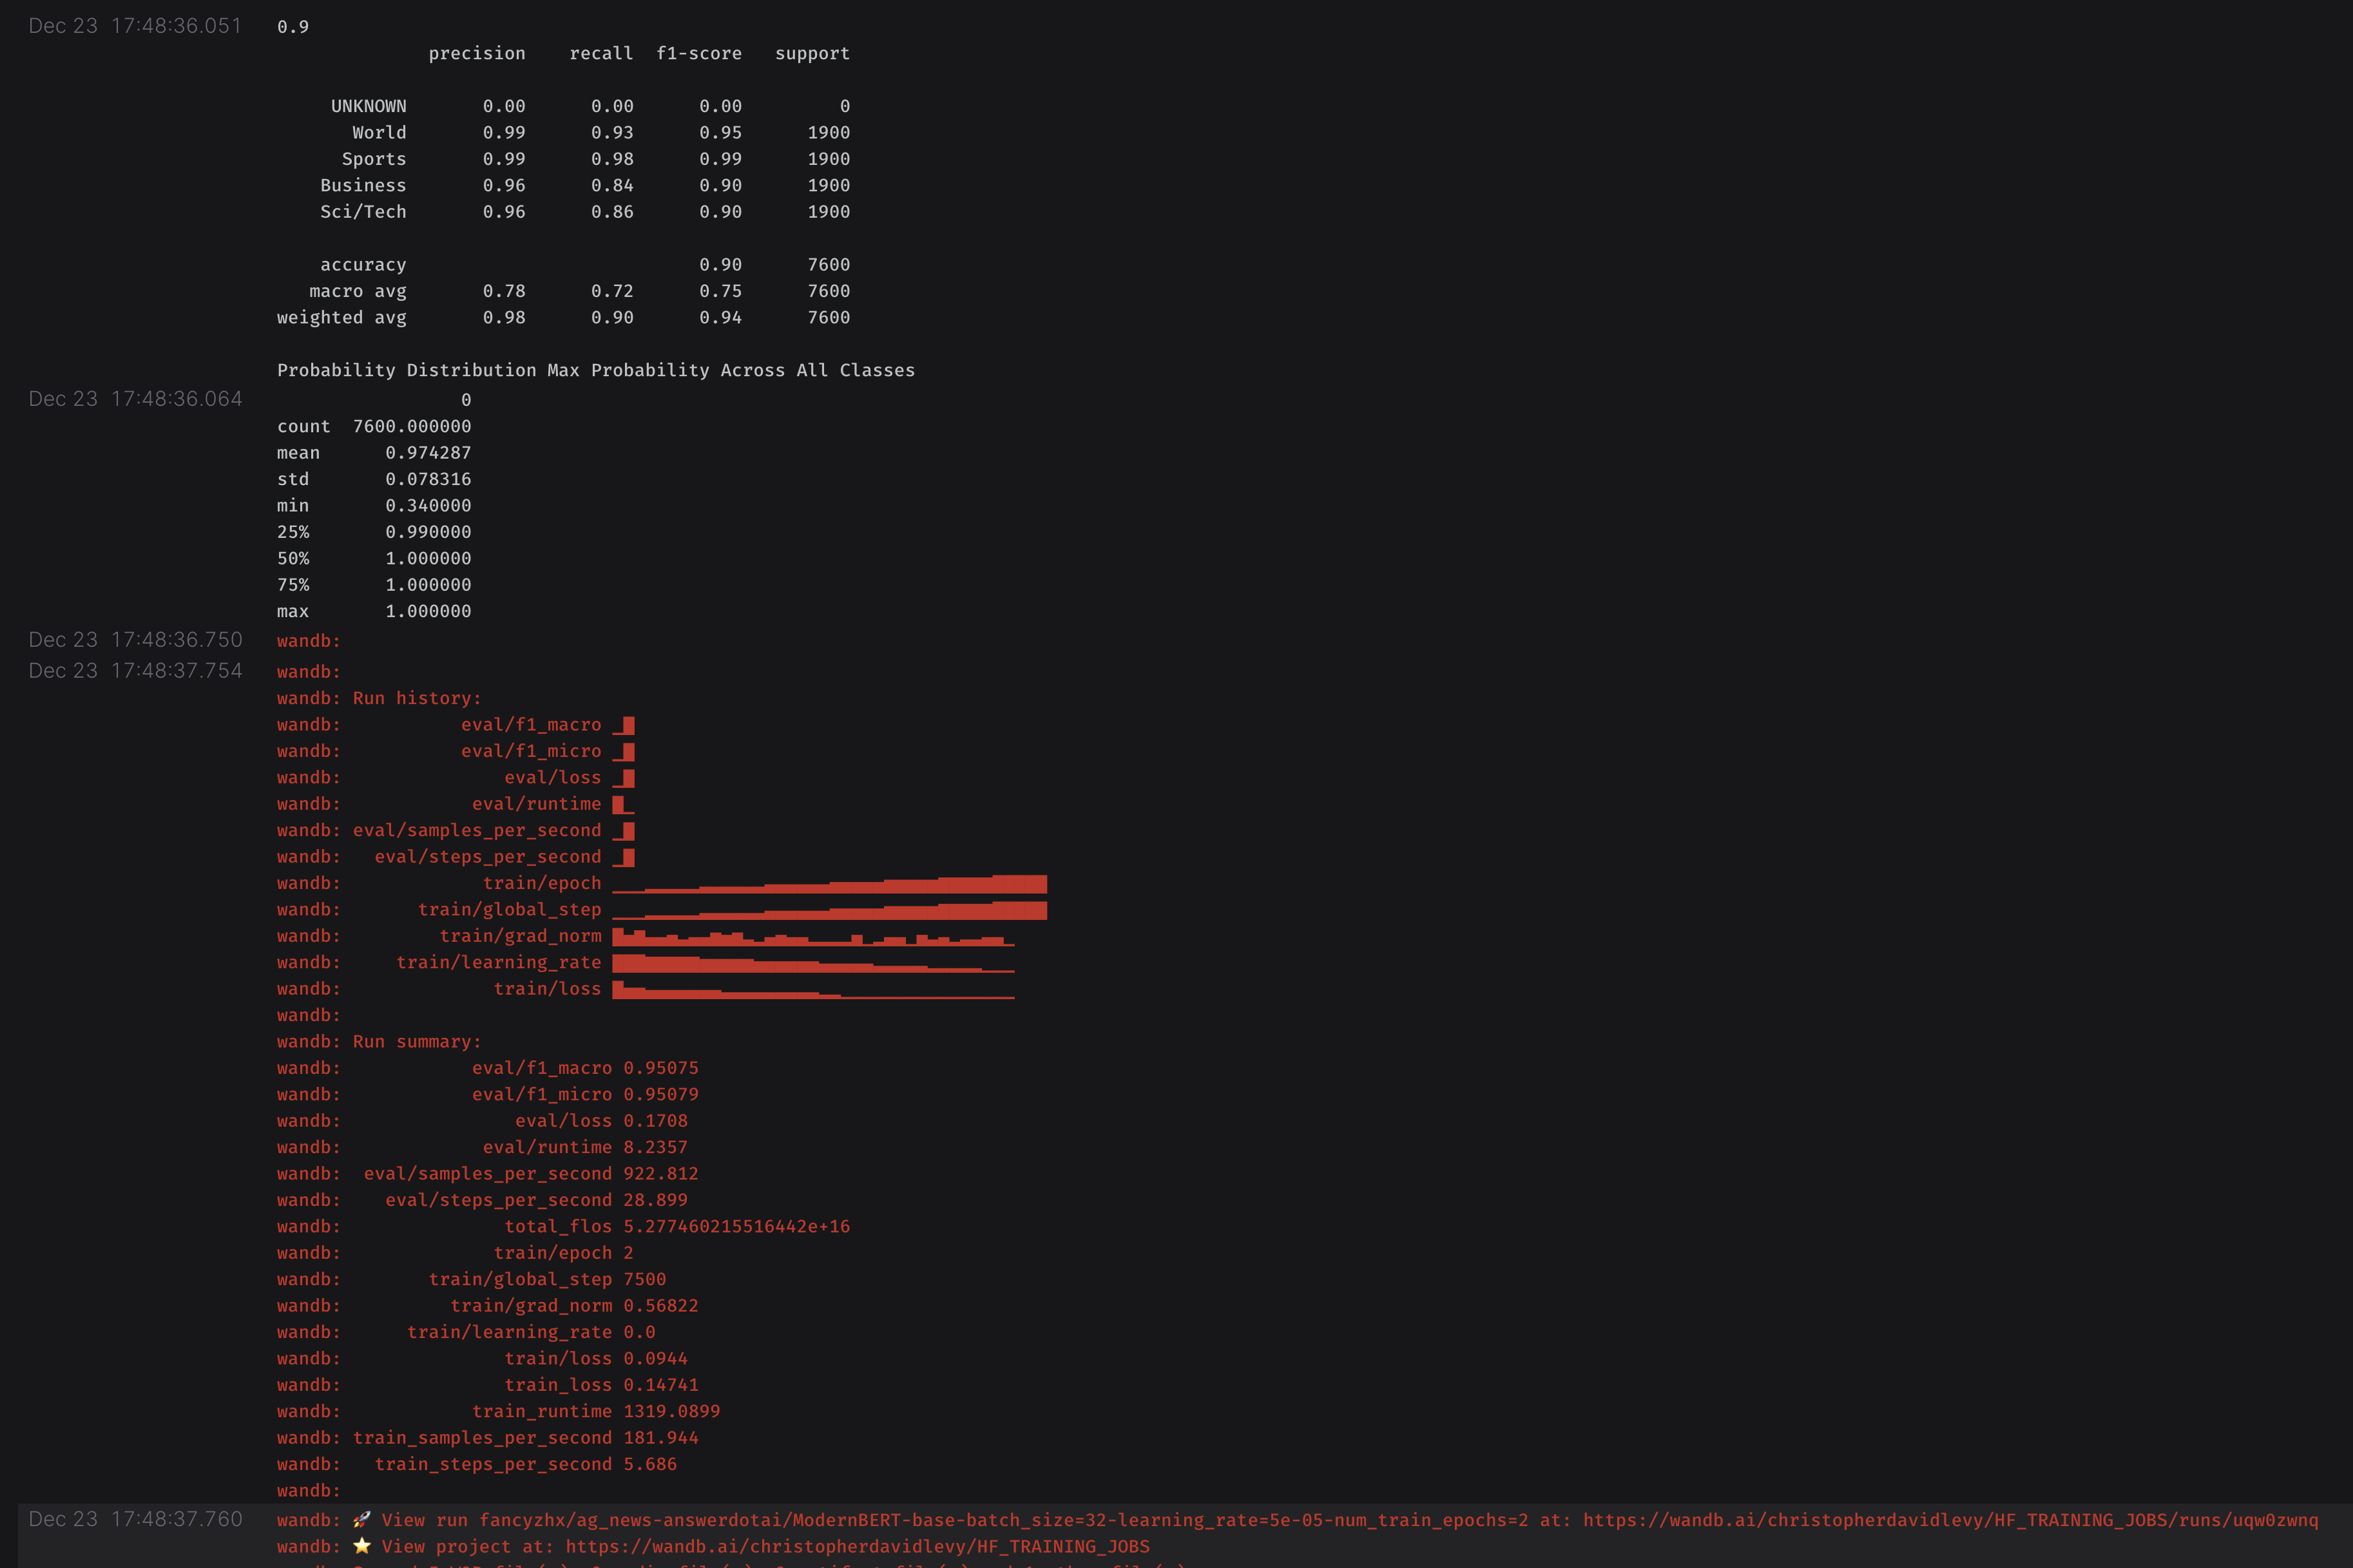 Dec 23 17:48:36.051 0.9
precision recall f1-score support
UNKNOWN 0.00 0.00 0.00 0
World 0.99 0.93 0.95 1900
Sports 0.99 0.98 0.99 1900
Business 0.96 0.84 0.90 1900
Sci/Tech 0.96 0.86 0.90 1900
accuracy 0.90 7600
macro avg 0.78 0.72 0.75 7600
weighted avg 0.98 0.90 0.94 7600
Probability Distribution Max Probability Across All Classes
Dec 23 17:48:36.064 0
count 7600.000000
mean 0.974287
std 0.078316
min 0.340000
25% 0.990000
50% 1.000000
75% 1.000000
max 1.000000
Dec 23 17:48:36.750 wandb:
Dec 23 17:48:37.754 wandb:
wandb: Run history:
wandb: eval/f1_macro ▁█
wandb: eval/f1_micro ▁█
wandb: eval/loss ▁█
wandb: eval/runtime █▁
wandb: eval/samples_per_second ▁█
wandb: eval/steps_per_second ▁█
wandb: train/epoch
wandb: train/global_step
wandb: train/grad_norm
wandb: train/learning_rate
wandb: train/loss
wandb:
wandb: Run summary:
wandb: eval/f1_macro 0.95075
wandb: eval/f1_micro 0.95079
wandb: eval/loss 0.1708
wandb: eval/runtime 8.2357
wandb: eval/samples_per_second 922.812
wandb: eval/steps_per_second 28.899
wandb: total_flos 5.277460215516442e+16
wandb: train/epoch 2
wandb: train/global_step 7500
wandb: train/grad_norm 0.56822
wandb: train/learning_rate 0.0
wandb: train/loss 0.0944
wandb: train_loss 0.14741
wandb: train_runtime 1319.0899
wandb: train_samples_per_second 181.944
wandb: train_steps_per_second 5.686
wandb:
Dec 23 17:48:37.760 wandb: 🚀 View run fancyzhx/ag_news-answerdotai/ModernBERT-base-batch_size=32-learning_rate=5e-05-num_train_epochs=2 at: https://wandb.ai/christopherdavidlevy/HF_TRAINING_JOBS/runs/uqw0zwnq
wandb: ⭐ View project at: https://wandb.ai/christopherdavidlevy/HF_TRAINING_JOBS